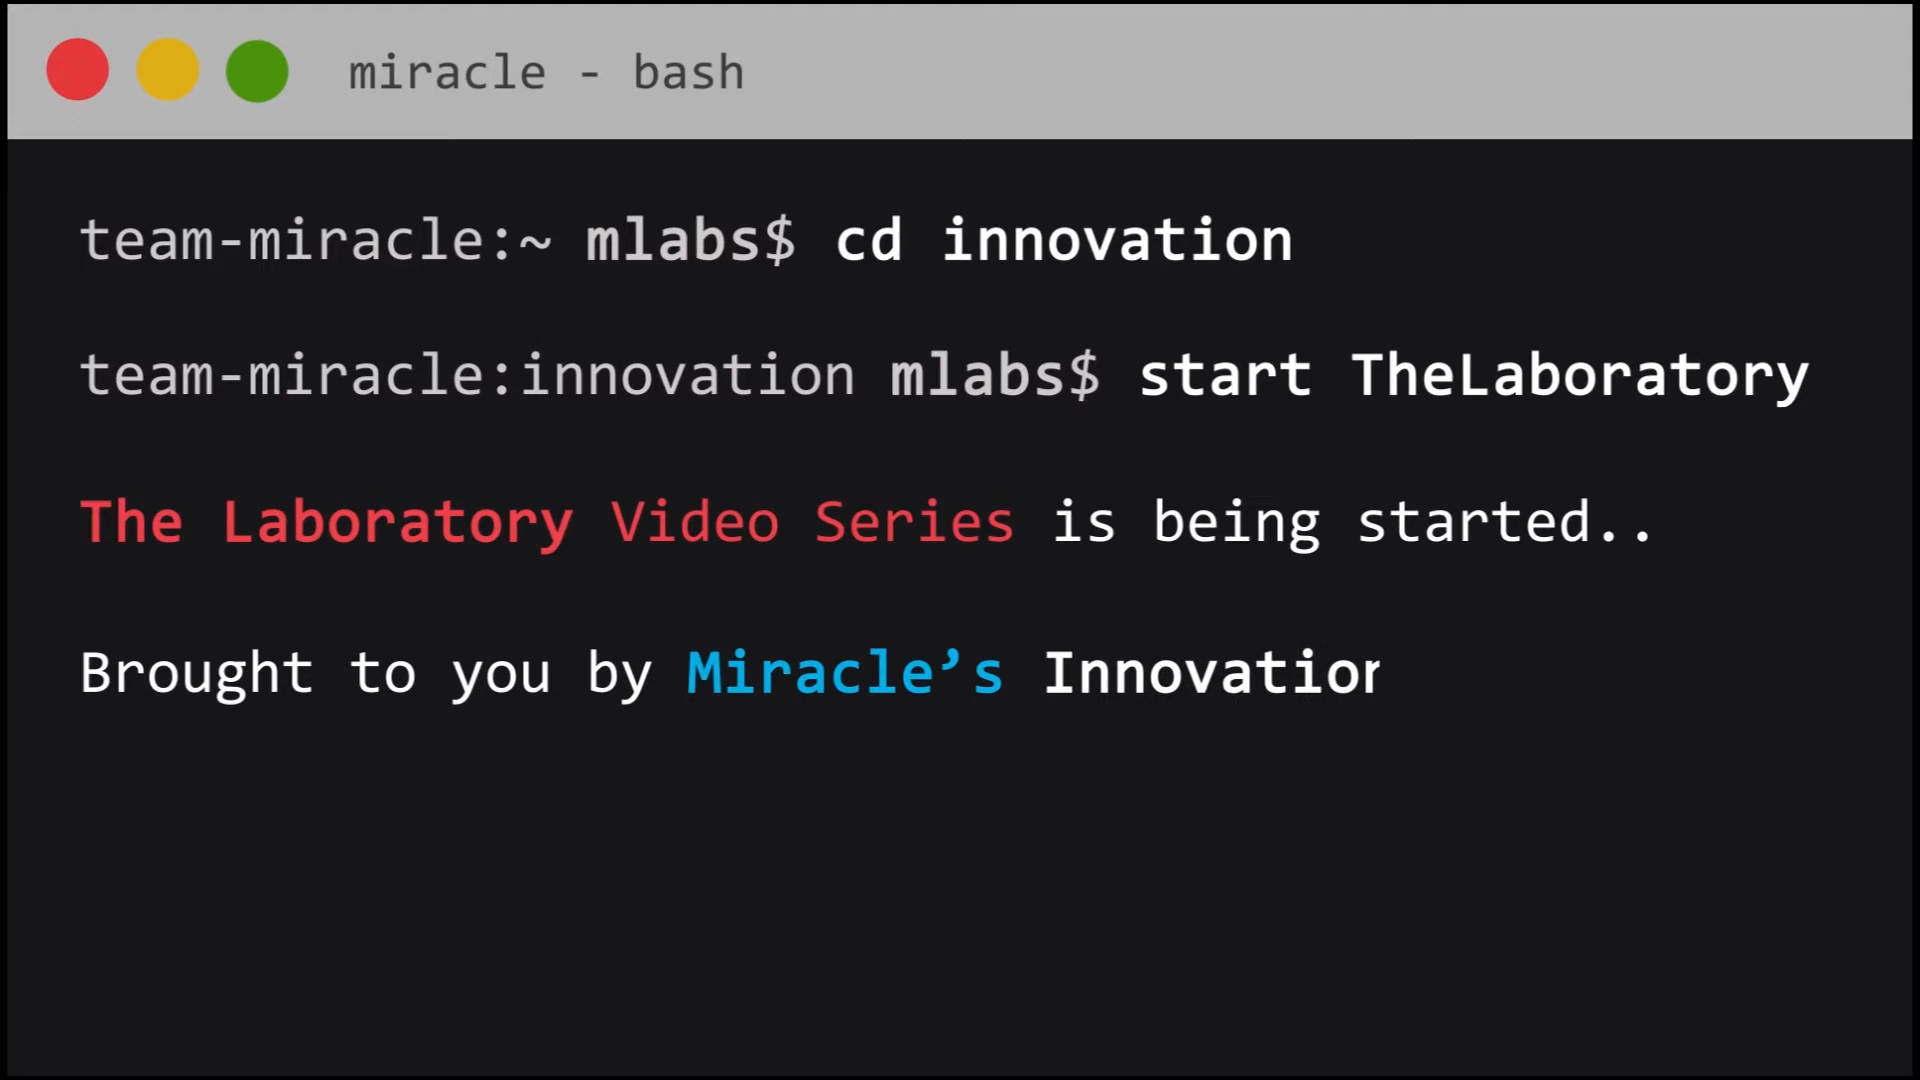 miracle - bash
team-miracle:~ mlabs$ cd innovation
team-miracle:innovation mlabs$ start TheLaboratory
The Laboratory Video Series is being started..
Brought to you by Miracle’s Innovation